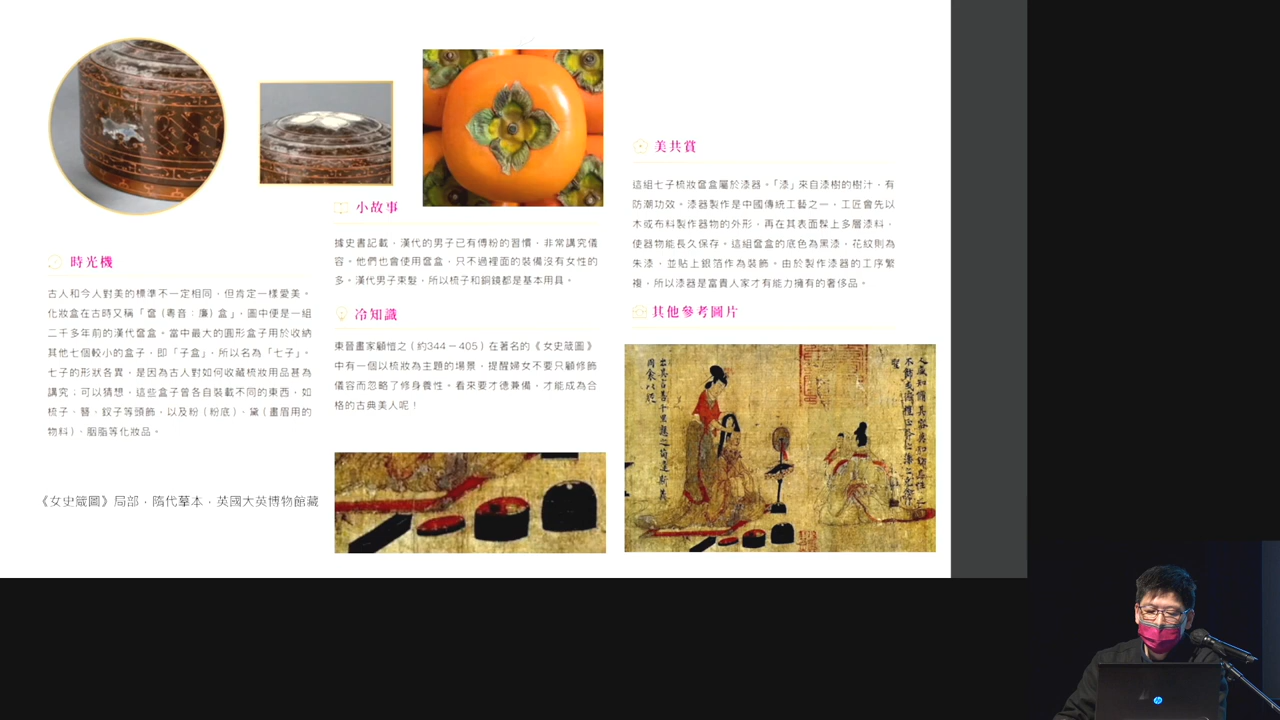 時光機
古人和今人對美的標準不一定相同，但肯定一樣愛美。
化妝盒在古時又稱「奩（粵音：廉）盒」，圖中便是一組
二千多年前的漢代奩盒。當中最大的圓形盒子用於收納
其他七個較小的盒子，即「子盒」，所以名為「七子」。
七子的形狀各異，是因為古人對如何收藏梳妝用品甚為
講究；可以猜想，這些盒子曾各自裝載不同的東西，如
梳子、簪、釵子等頭飾，以及粉（粉底）、黛（畫眉用的
物料）、胭脂等化妝品。
《女史箴圖》局部，隋代摹本，英國大英博物館藏
小故事
據史書記載，漢代的男子已有傅粉的習慣，非常講究儀
容。他們也會使用奩盒，只不過裡面的裝備沒有女性的
多。漢代男子束髮，所以梳子和銅鏡都是基本用具。
冷知識
東晉畫家顧愷之（約344－405）在著名的《女史箴圖》
中有一個以梳妝為主題的場景，提醒婦女不要只顧修飾
儀容而忽略了修身養性。看來要才德兼備，才能成為合
格的古典美人呢！
美共賞
這組七子梳妝奩盒屬於漆器。「漆」來自漆樹的樹汁，有
防潮功效。漆器製作是中國傳統工藝之一，工匠會先以
木或布料製作器物的外形，再在其表面髹上多層漆料，
使器物能長久保存。這組奩盒的底色為黑漆，花紋則為
朱漆，並貼上銀箔作為裝飾。由於製作漆器的工序繁
複，所以漆器是富貴人家才有能力擁有的奢侈品。
其他參考圖片
hp